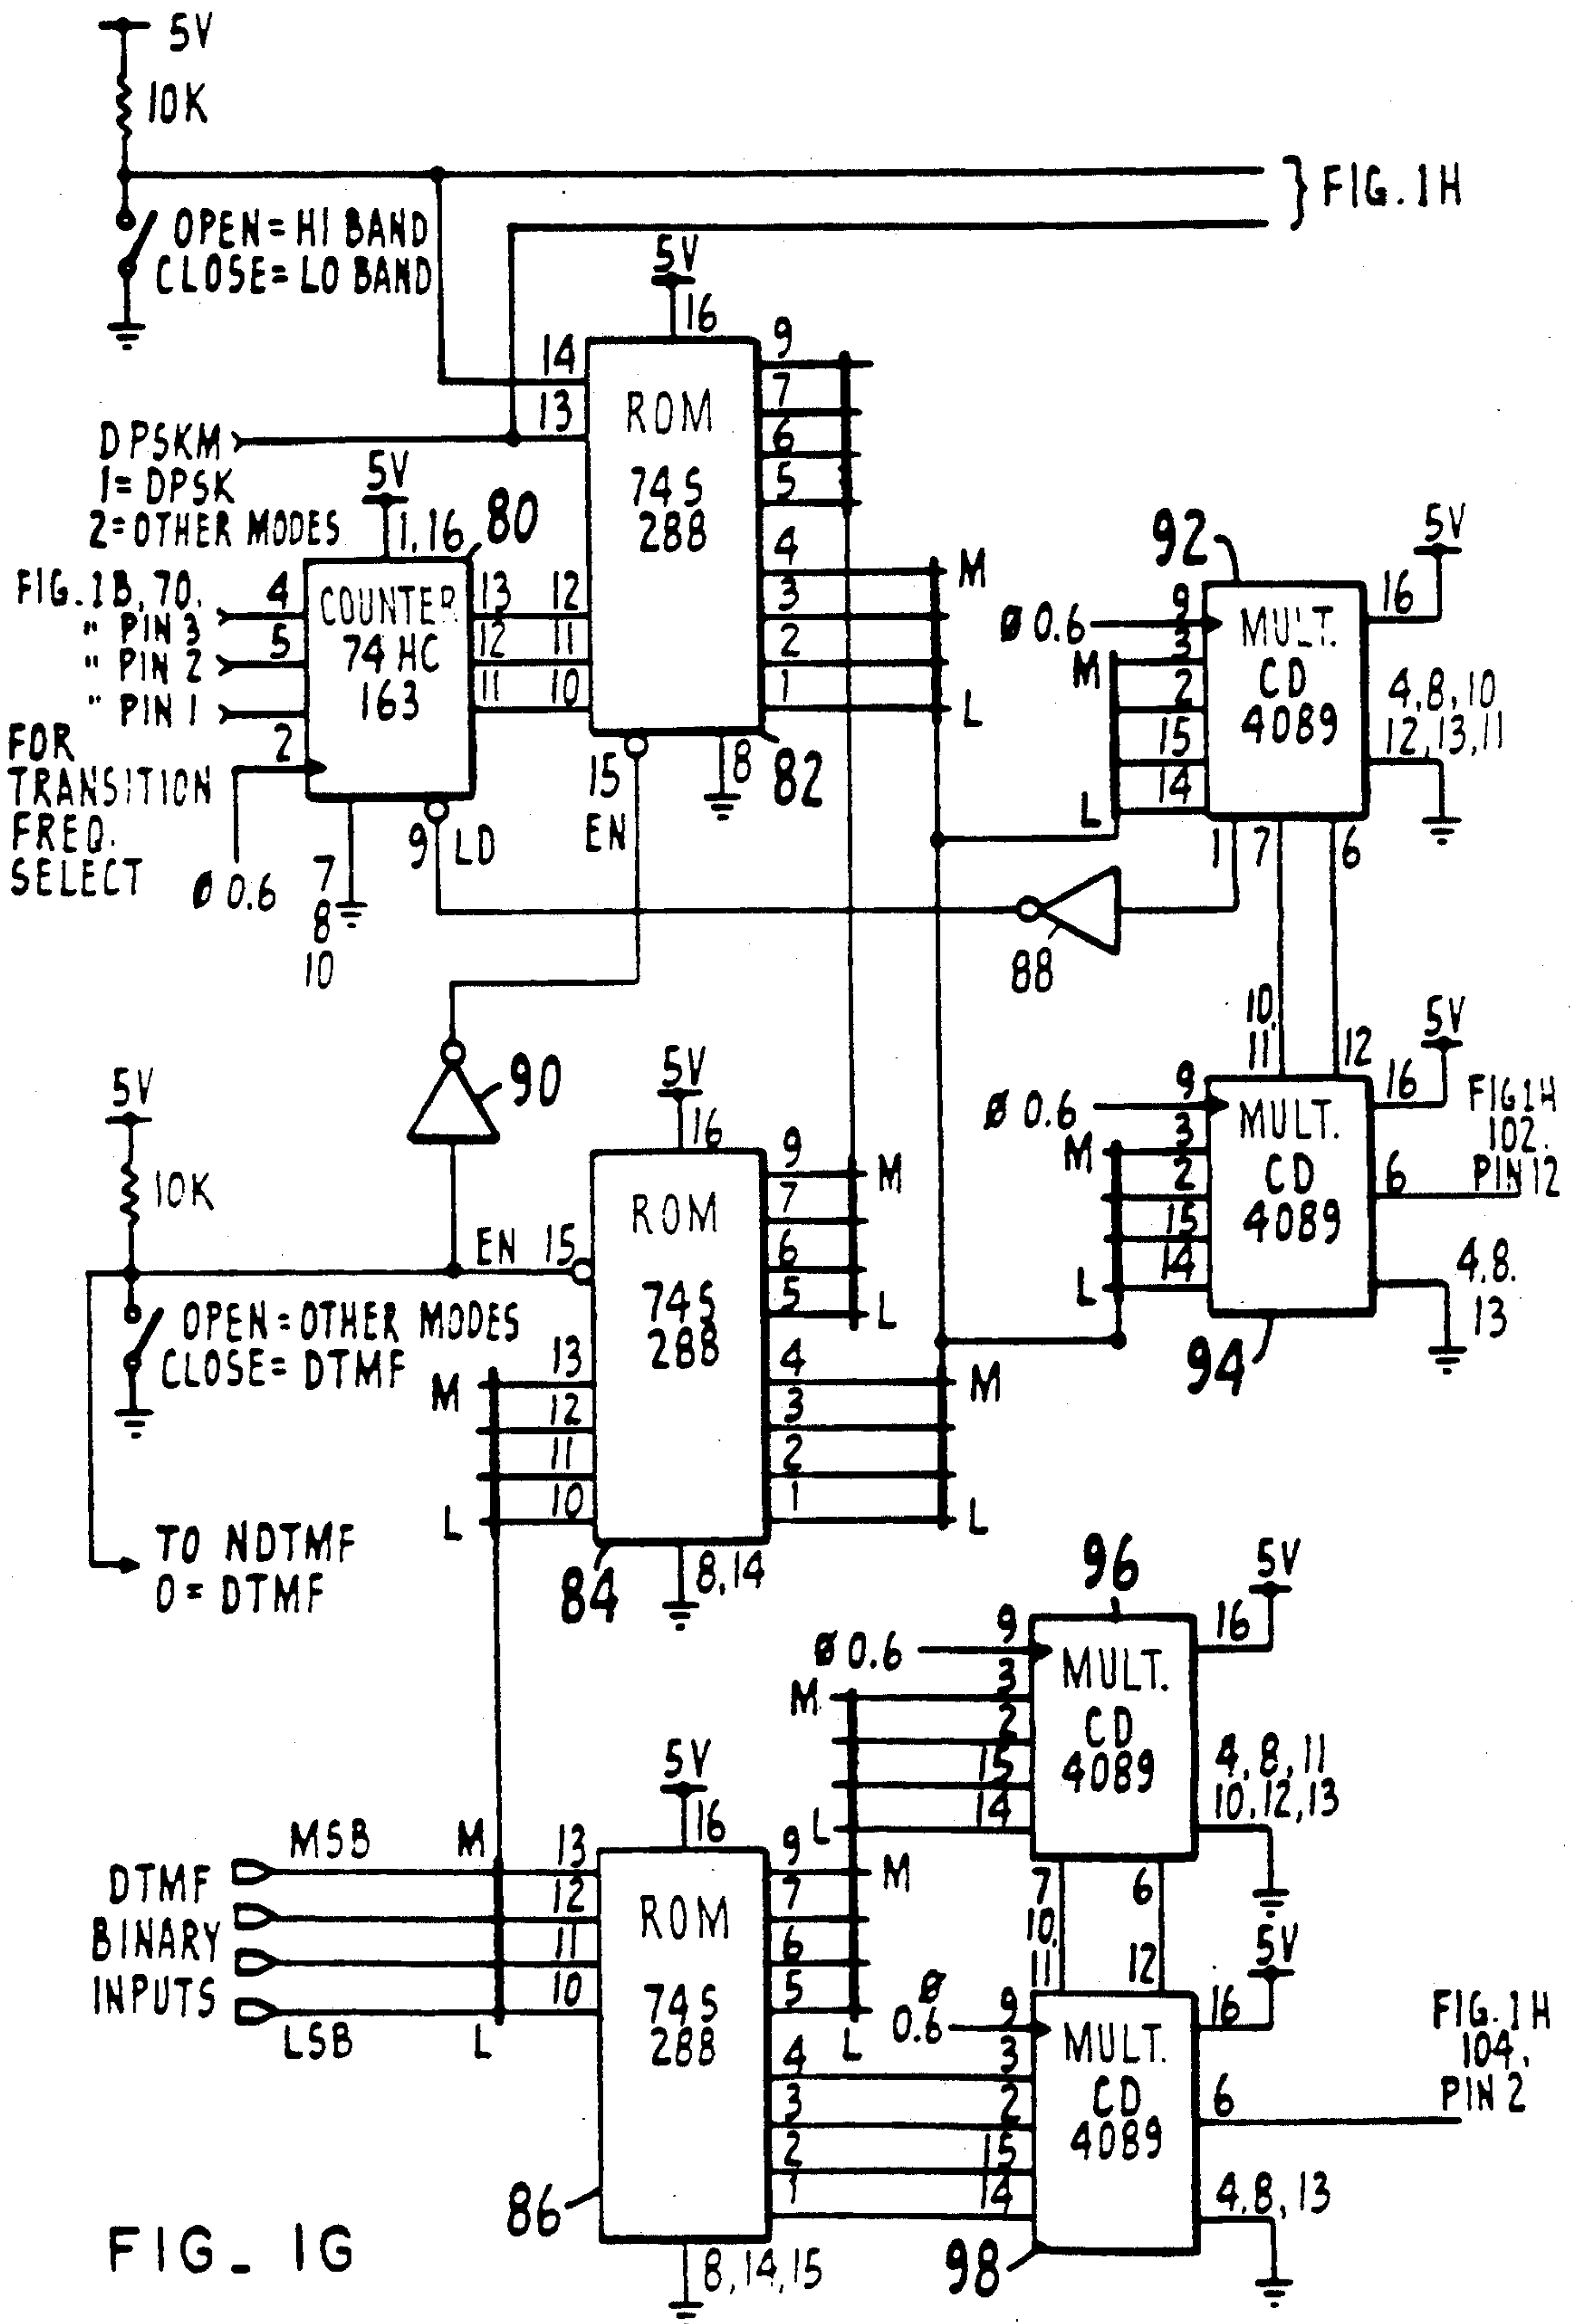 5V
10K
} FIG. 1H
OPEN = HI BAND
CLOSE = LO BAND
5V
16
14
13
9
7
6
5
4
3
2
1
ROM
74S
288
DPSKM
1 = DPSK
2 = OTHER MODES
5V
1, 16
80
FIG. 1B, 70.
" PIN 3
" PIN 2
" PIN 1
4
5
2
COUNTER
74 HC
163
13
12
11
12
11
10
M
L
15
EN
8
82
FOR
TRANSITION
FREQ.
SELECT
Ø 0.6
7
8
10
9
LD
92
5V
Ø 0.6
9
3
2
15
14
M
L
MULT.
CD
4089
16
4,8,10
12,13,11
1
7
6
88
10.
11
12
5V
90
5V
10K
5V
16
Ø 0.6
9
3
2
15
14
M
L
MULT.
CD
4089
16
FIG 1H
102.
PIN 12
6
4.8.
13
94
EN
15
ROM
74S
288
9
7
6
5
M
L
OPEN = OTHER MODES
CLOSE = DTMF
M
L
13
12
11
10
4
3
2
1
M
L
TO NDTMF
0 = DTMF
84
8,14
96
5V
Ø 0.6
9
3
2
15
14
M
L
MULT.
CD
4089
16
4,8,11
10,12,13
5V
16
7
10.
11
6
12
DTMF
BINARY
INPUTS
MSB
LSB
M
L
13
12
11
10
ROM
74S
288
9
7
6
5
4
3
2
1
M
L
Ø
0.6
9
3
2
15
14
MULT.
CD
4089
5V
16
6
FIG. 1H
104.
PIN 2
4.8,13
86
98
8,14,15
FIG_ 1G